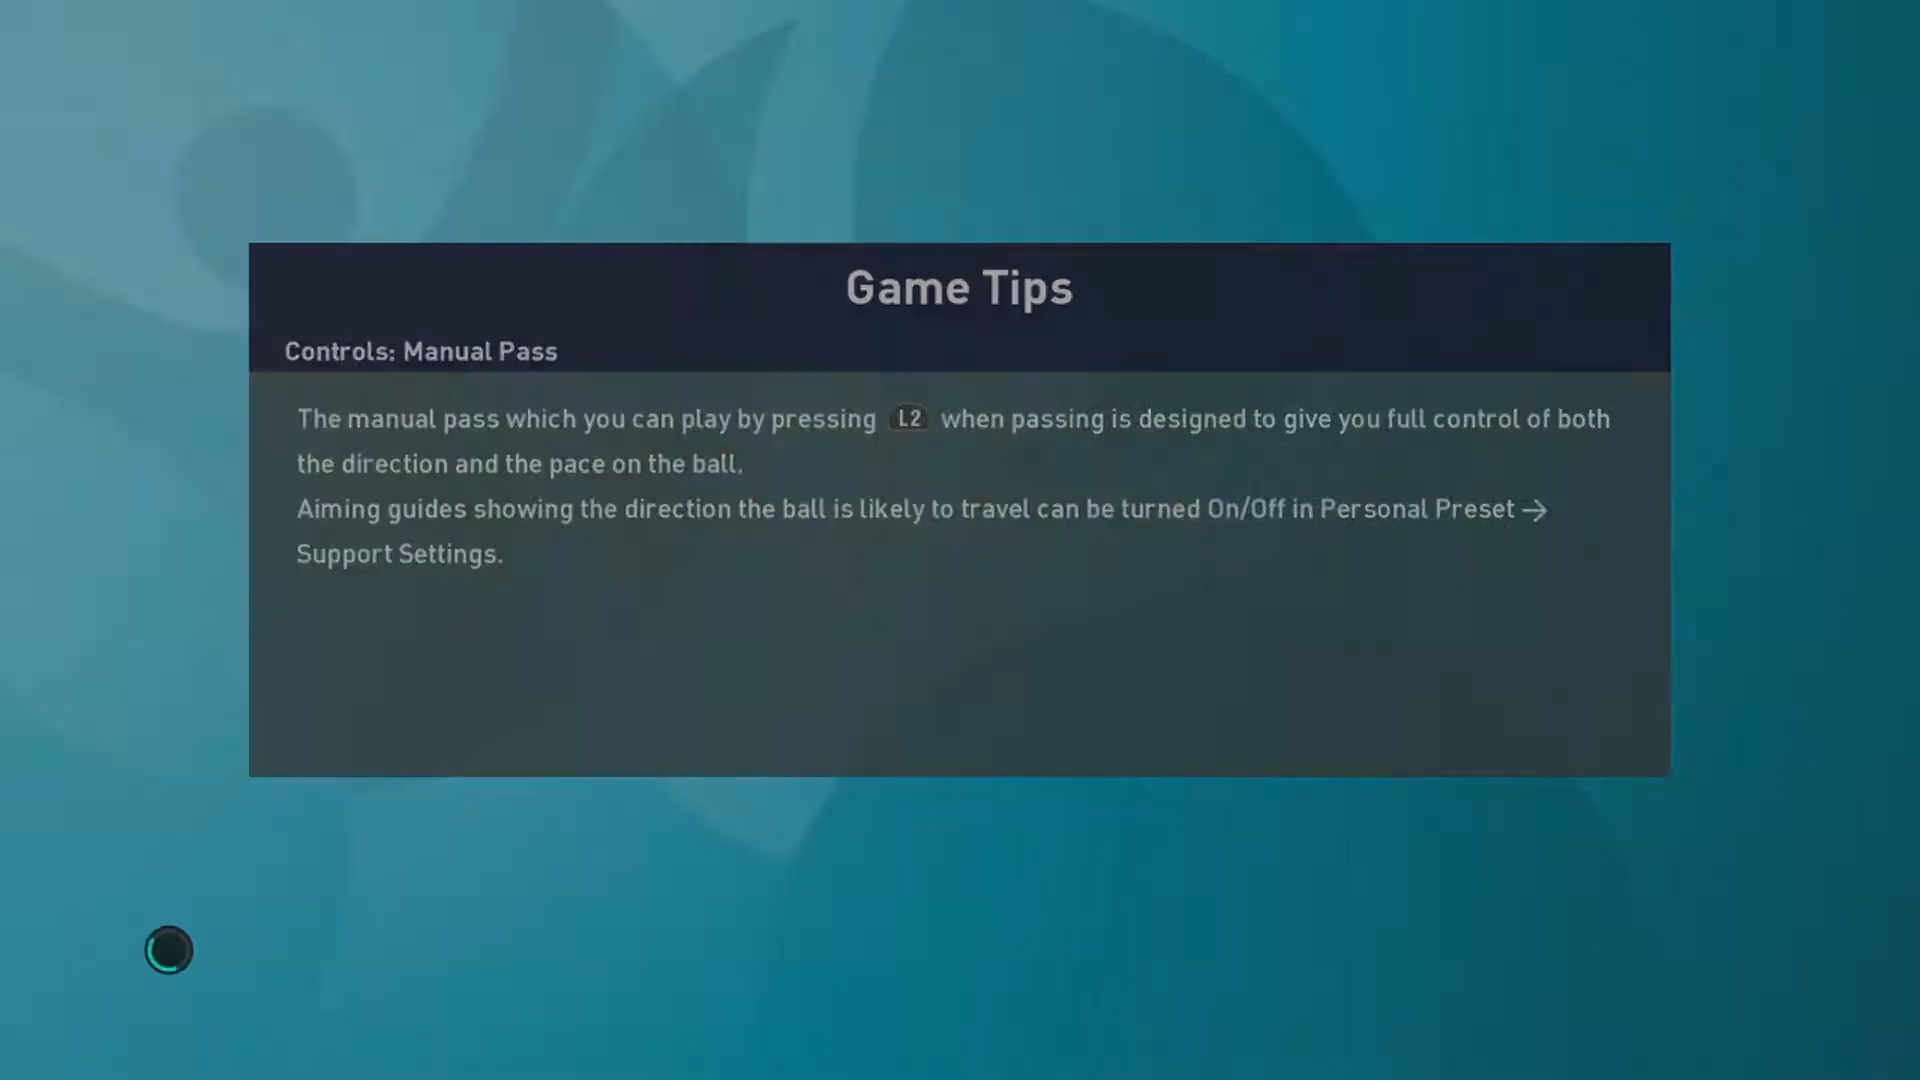 Game Tips
Controls: Manual Pass
The manual pass which you can play by pressing L2 when passing is designed to give you full control of both
the direction and the pace on the ball.
Aiming guides showing the direction the ball is likely to travel can be turned On/Off in Personal Preset →
Support Settings.